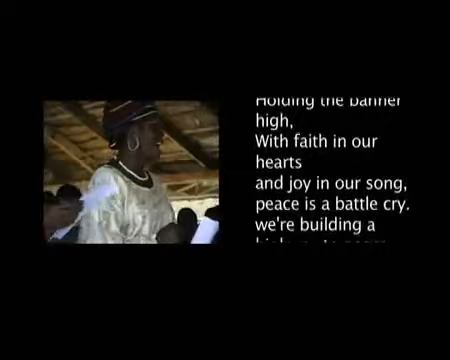 Holding the banner
high,
With faith in our
hearts
and joy in our song,
peace is a battle cry.
we're building a